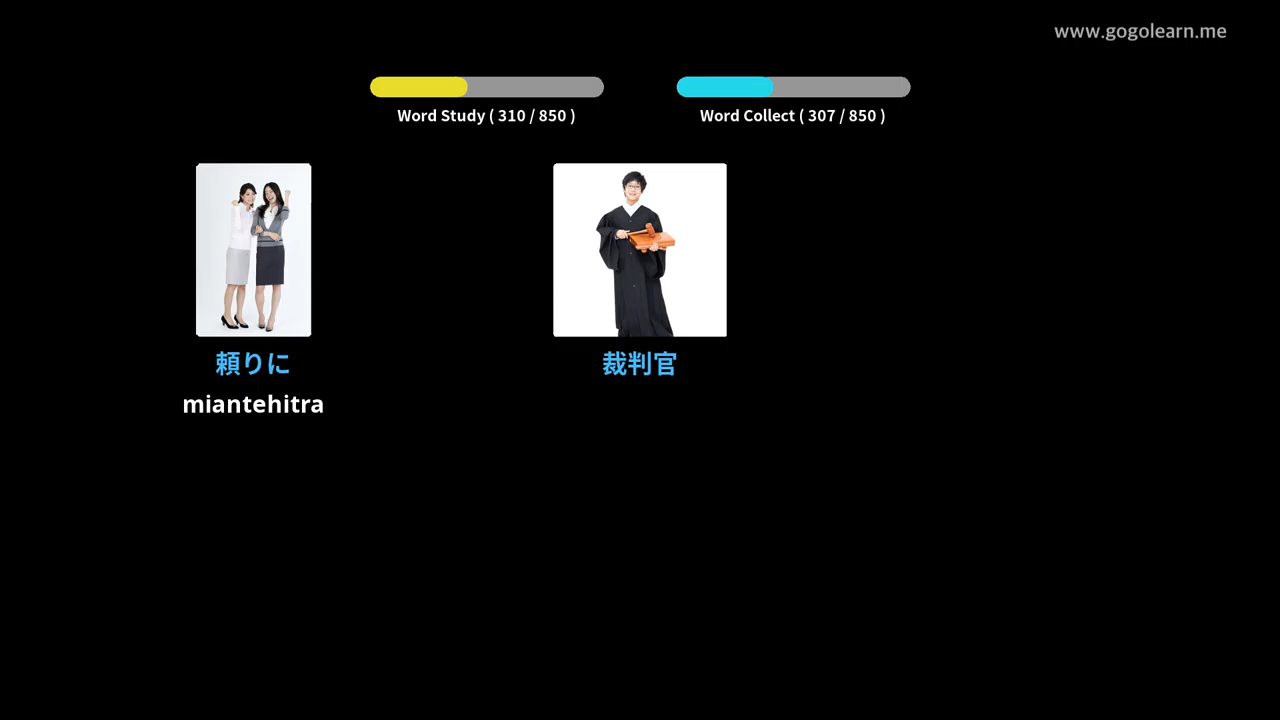 www.gogolearn.me
Word Study ( 310 / 850 )
Word Collect ( 307 / 850 )
頼りに
裁判官
miantehitra